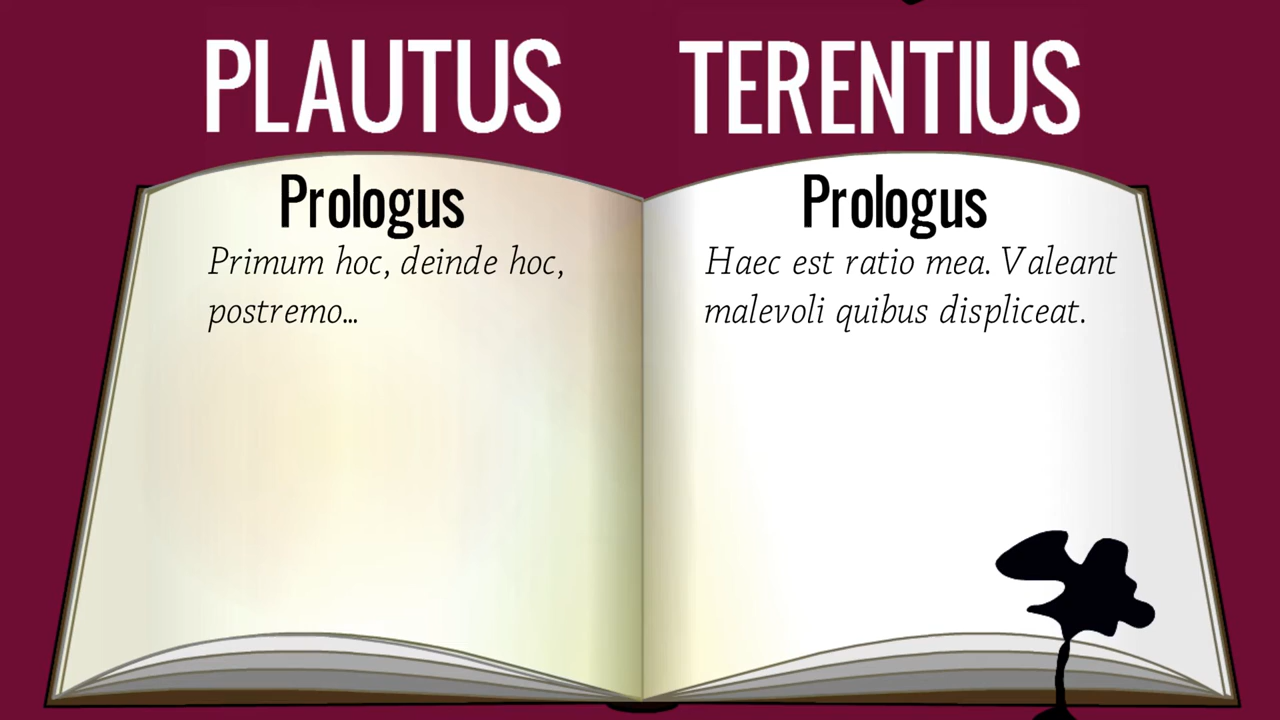 PLAUTUS
Prologus
Primum hoc, deinde hoc,
postremo...
TERENTIUS
Prologus
Haec est ratio mea. Valeant
malevoli quibus displiceat.